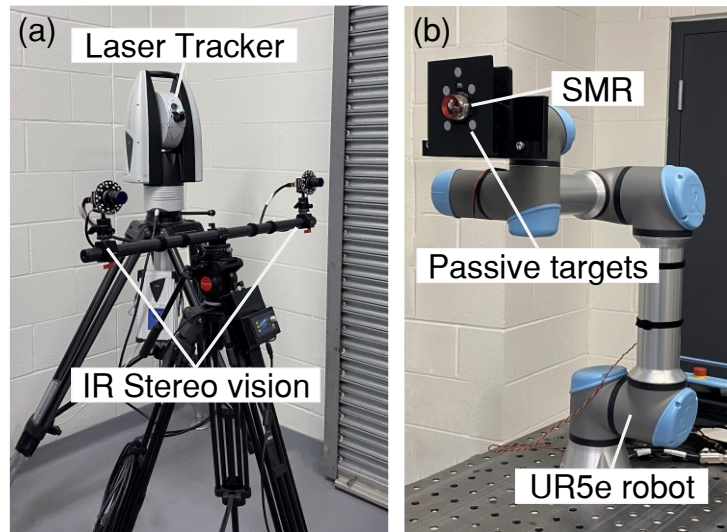 (a)
Laser Tracker
IR Stereo vision
(b)
SMR
Passive targets
UR5e robot